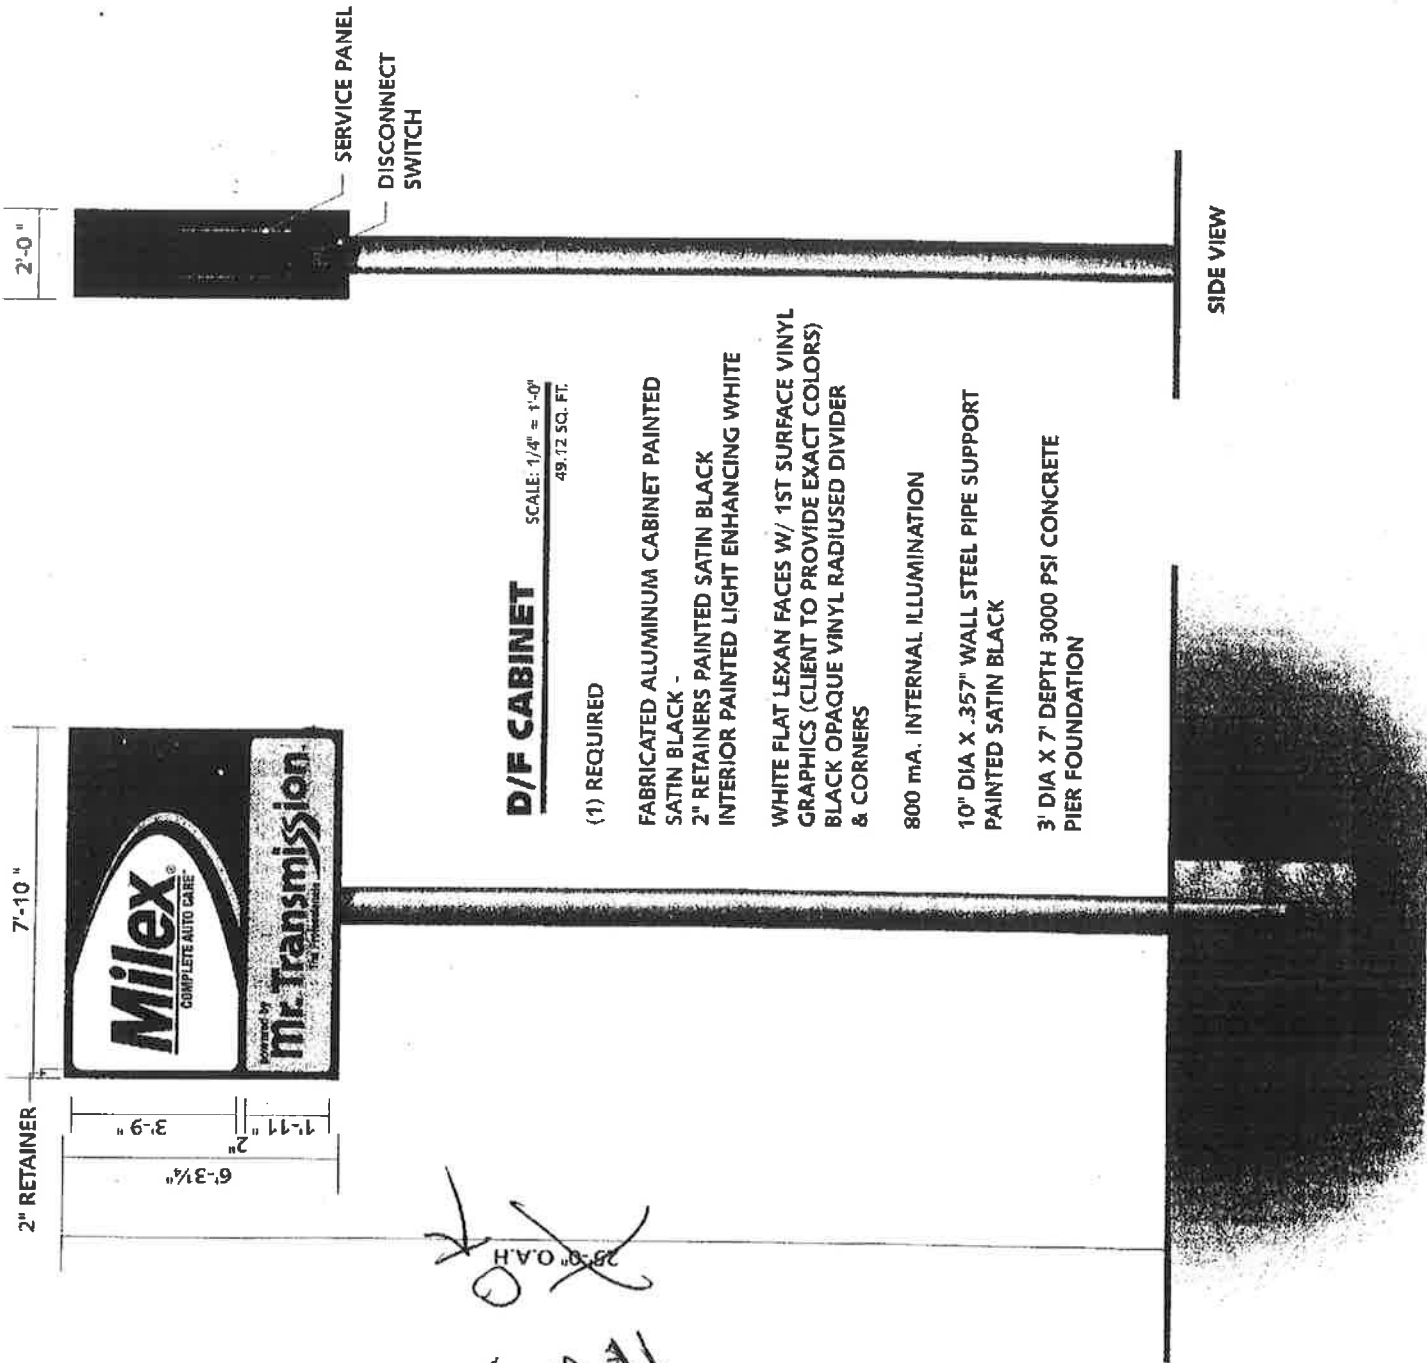 2'-0"
SERVICE PANEL
DISCONNECT
SWITCH
SIDE VIEW
7'-10"
2" RETAINER
3'-9"
2"
1'-11"
6'-3¼"
25'-0" O.A.H
Milex®
COMPLETE AUTO CARE™
powered by
Mr. Transmission
The Professionals
D/F CABINET
SCALE: 1/4" = 1'-0"
49.12 SQ. FT.
(1) REQUIRED
FABRICATED ALUMINUM CABINET PAINTED
SATIN BLACK -
2" RETAINERS PAINTED SATIN BLACK
INTERIOR PAINTED LIGHT ENHANCING WHITE
WHITE FLAT LEXAN FACES W/ 1ST SURFACE VINYL
GRAPHICS (CLIENT TO PROVIDE EXACT COLORS)
BLACK OPAQUE VINYL RADIUSED DIVIDER
& CORNERS
800 mA. INTERNAL ILLUMINATION
10" DIA X .357" WALL STEEL PIPE SUPPORT
PAINTED SATIN BLACK
3' DIA X 7' DEPTH 3000 PSI CONCRETE
PIER FOUNDATION